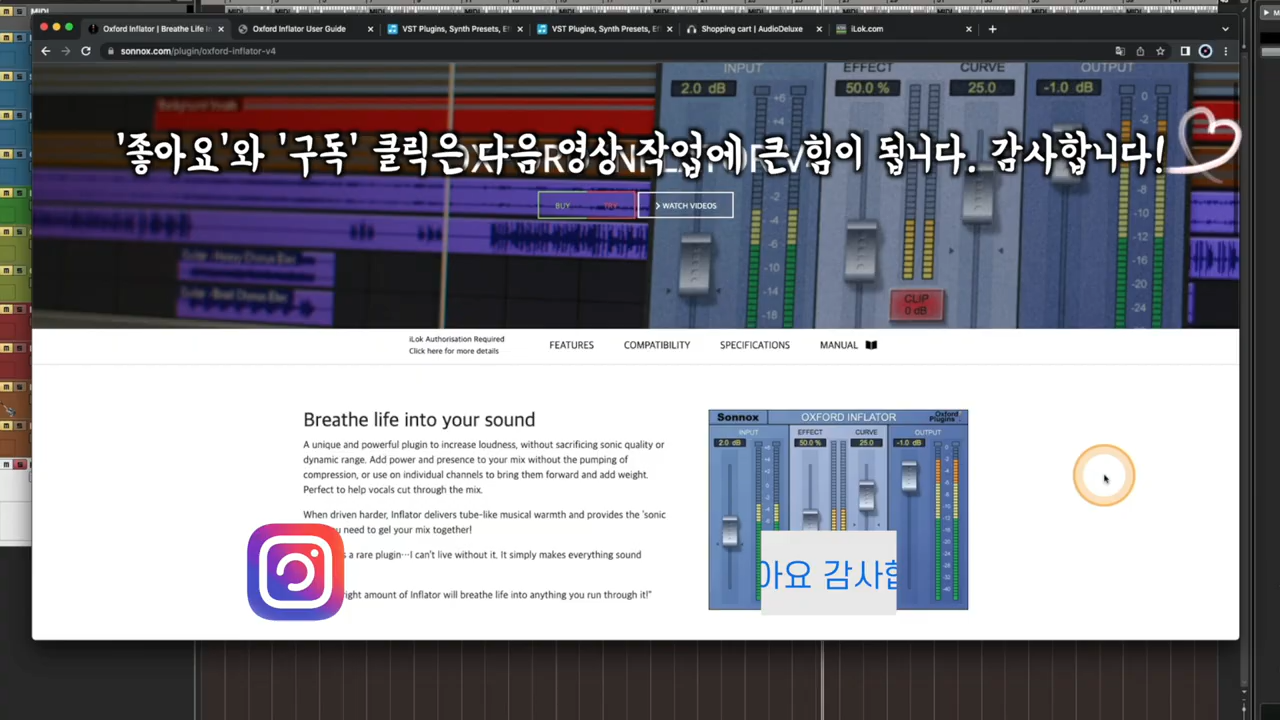 MIDI
Oxford Inflator | Breathe Life In
Oxford Inflator User Guide
VST Plugins, Synth Presets, Ef
VST Plugins, Synth Presets, Ef
Shopping cart | AudioDeluxe
iLok.com
sonnox.com/plugin/oxford-inflator-v4
INPUT
EFFECT
CURVE
OUTPUT
2.0 dB
50.0 %
25.0
-1.0 dB
'좋아요'와 '구독' 클릭은 다음 영상 작업에 큰 힘이 됩니다. 감사합니다!
BUY
TRY
WATCH VIDEOS
CLIP
0 dB
iLok Authorisation Required
Click here for more details
FEATURES
COMPATIBILITY
SPECIFICATIONS
MANUAL
Breathe life into your sound
A unique and powerful plugin to increase loudness, without sacrificing sonic quality or
dynamic range. Add power and presence to your mix without the pumping of
compression, or use on individual channels to bring them forward and add weight.
Perfect to help vocals cut through the mix.
When driven harder, Inflator delivers tube-like musical warmth and provides the 'sonic
you need to gel your mix together!
a rare plugin…I can't live without it. It simply makes everything sound
right amount of Inflator will breathe life into anything you run through it!"
Sonnox
OXFORD INFLATOR
Oxford
Plugins
INPUT
EFFECT
CURVE
OUTPUT
2.0 dB
50.0 %
25.0
-1.0 dB
아요 감사합